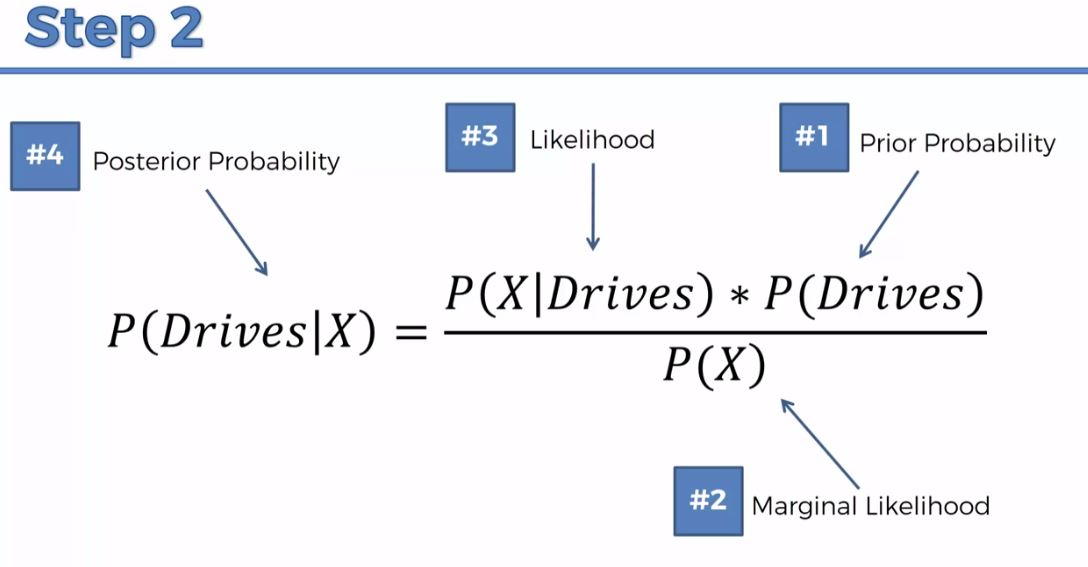 Step 2
#4 Posterior Probability
#3 Likelihood
#1 Prior Probability
P(Drives|X) = P(X|Drives) * P(Drives)
P(X)
#2 Marginal Likelihood